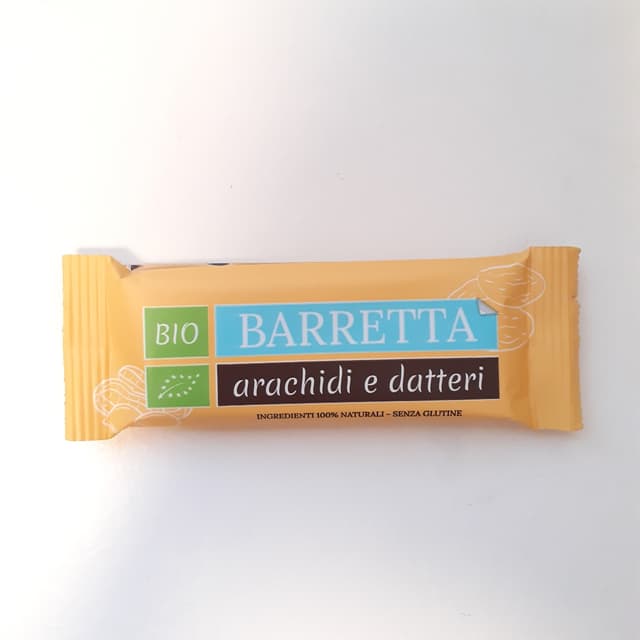 BIO
BARRETTA
arachidi e datteri
INGREDIENTI 100% NATURALI – SENZA GLUTINE